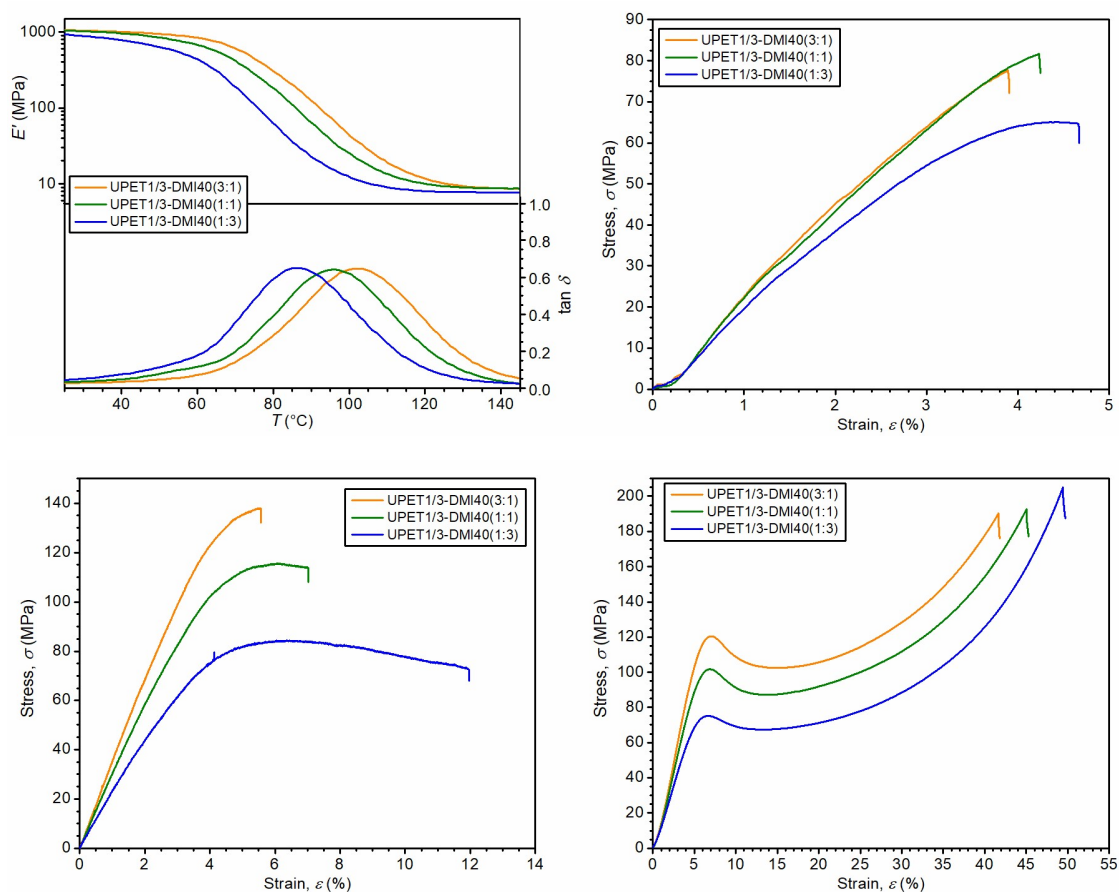 1000
100
10
E′ (MPa)
UPET1/3-DMI40(3:1)
UPET1/3-DMI40(1:1)
UPET1/3-DMI40(1:3)
1.0
0.8
0.6
0.4
0.2
0.0
tan δ
40 60 80 100 120 140
T (°C)
90
80
70
60
50
40
30
20
10
0
Stress, σ (MPa)
UPET1/3-DMI40(3:1)
UPET1/3-DMI40(1:1)
UPET1/3-DMI40(1:3)
0 1 2 3 4 5
Strain, ε (%)
140
120
100
80
60
40
20
0
Stress, σ (MPa)
UPET1/3-DMI40(3:1)
UPET1/3-DMI40(1:1)
UPET1/3-DMI40(1:3)
0 2 4 6 8 10 12 14
Strain, ε (%)
200
180
160
140
120
100
80
60
40
20
0
Stress, σ (MPa)
UPET1/3-DMI40(3:1)
UPET1/3-DMI40(1:1)
UPET1/3-DMI40(1:3)
0 5 10 15 20 25 30 35 40 45 50 55
Strain, ε (%)